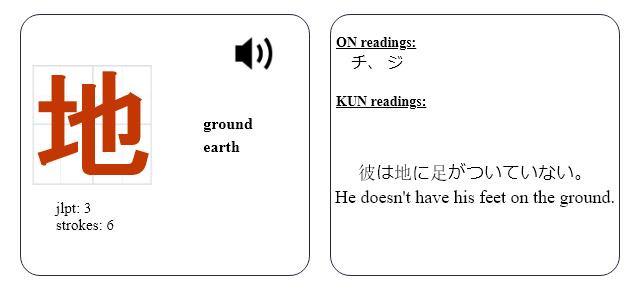 地
ground
earth
jlpt: 3
strokes: 6
ON readings:
チ、 ジ
KUN readings:
彼は地に足がついていない。
He doesn't have his feet on the ground.